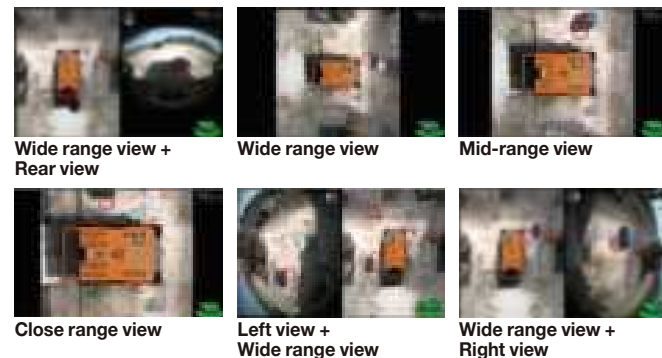 Wide range view +
Rear view
Wide range view
Mid-range view
Close range view
Left view +
Wide range view
Wide range view +
Right view